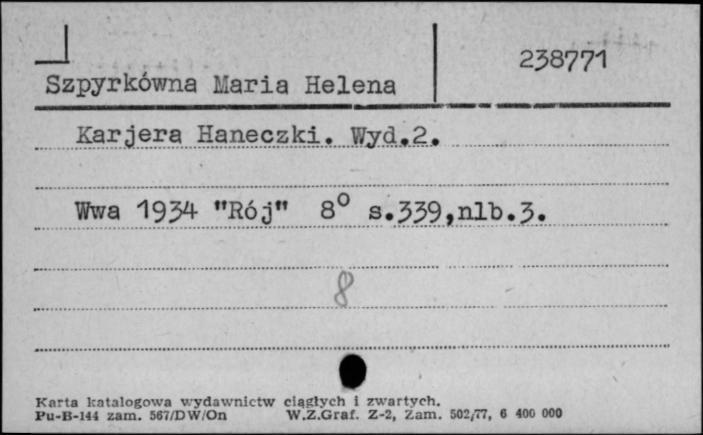 238771
Szpyrkówna Maria Helena
Karjera Haneczki. Wyd.2.
Wwa 1934 "Rój" 8° s.339,nlb.3.
8
Karta katalogowa wydawnictw ciągłych i zwartych.
Pu-B-144 zam. 567/DW/On W.Z.Graf. Z-2, Zam. 502/77, 6 400 000